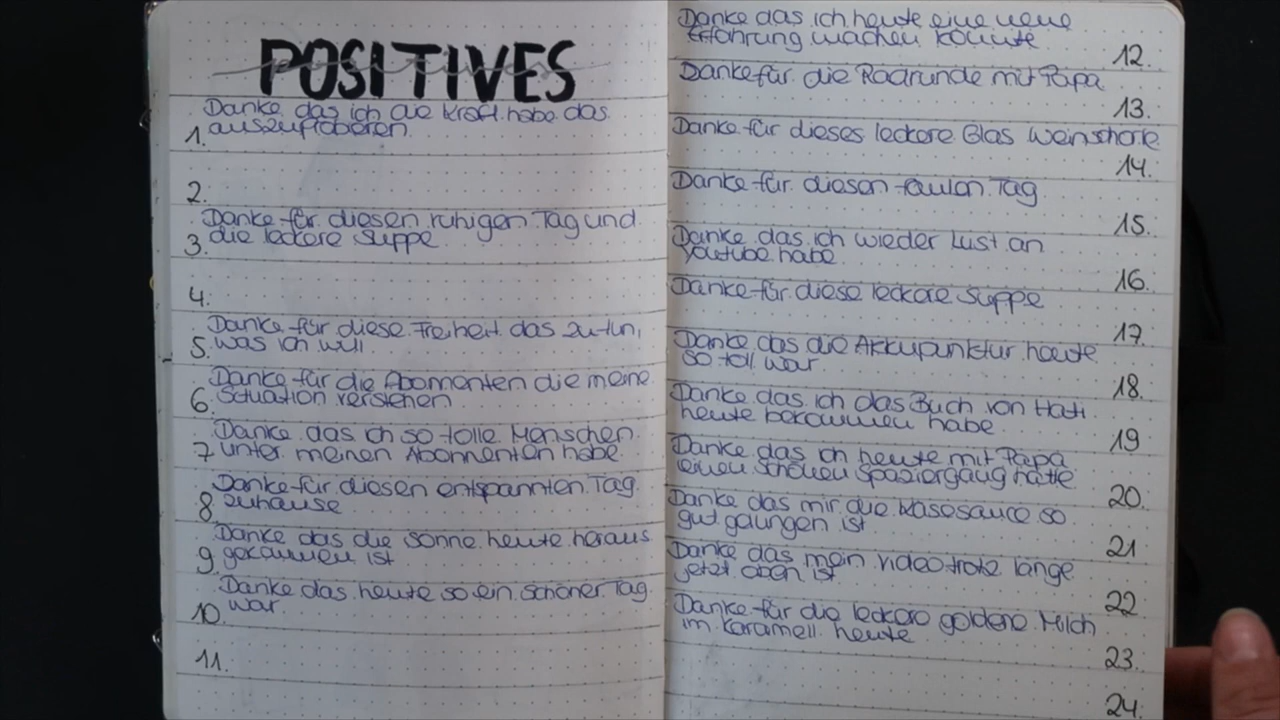 POSITIVES
positives
Danke das ich die Kraft habe das
1. auszuprobieren
2.
Danke für diesen ruhigen Tag und
3. die leckere Suppe
4.
Danke für diese Freiheit das zu tun,
5. was ich will
Danke für die Abomenten die meine
6. Situation verstehen
Danke das ich so tolle Menschen
7 unter meinen Abonnenten habe
Danke für diesen entspannten Tag
8. zuhause
Danke das die Sonne heute heraus
9. gekommen ist
Danke das heute so ein schöner Tag
10. war
11.
Danke das ich heute eine neue
Erfahrung machen konnte
12.
Danke für die Radrunde mit Papa
13.
Danke für dieses leckere Glas Weinschorle
14.
Danke für diesen faulen Tag
15.
Danke das ich wieder Lust an
Youtube habe
16.
Danke für diese leckere Suppe
17.
Danke das die Akkupunktur heute
so toll war
18.
Danke das ich das Buch von
heute bekommen habe
19
Danke das ich heute mit Papa
einen schönen Spaziergang hatte
20.
Danke das mir die Käsesauce so
gut gelungen ist
21
Danke das mein video trotz länge
jetzt oben ist
22
Danke für die leckere goldene Milch
im Karamell heute
23.
24.